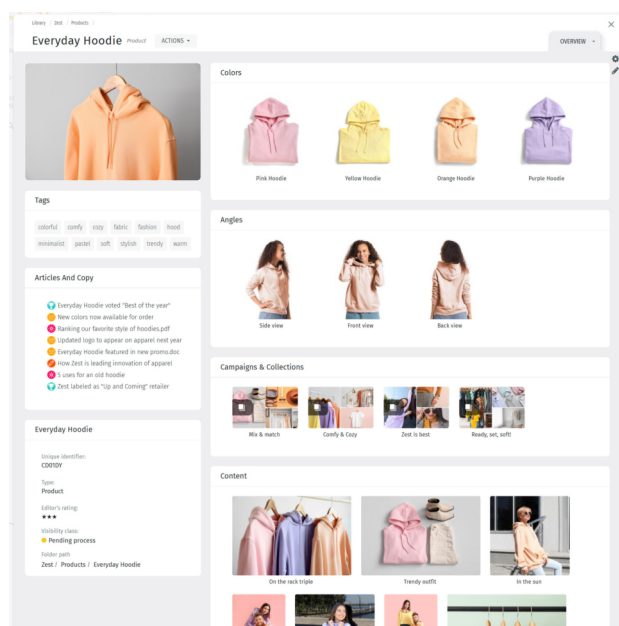 Library / Zest / Products /
Everyday Hoodie Product ACTIONS
OVERVIEW
Tags
colorful comfy cozy fabric fashion hood
minimalist pastel soft stylish trendy warm
Articles And Copy
Everyday Hoodie voted "Best of the year"
New colors now available for order
Ranking our favorite style of hoodies.pdf
Updated logo to appear on apparel next year
Everyday Hoodie featured in new promo.doc
How Zest is leading innovation of apparel
5 uses for an old hoodie
Zest labeled as "Up and Coming" retailer
Everyday Hoodie
Unique identifier:
CD01DY
Type:
Product
Editor's rating:
★★★
Visibility class:
Pending process
Folder path
Zest / Products / Everyday Hoodie
Colors
Pink Hoodie
Yellow Hoodie
Orange Hoodie
Purple Hoodie
Angles
Side view
Front view
Back view
Campaigns & Collections
Mix & match
Comfy & Cozy
Zest is best
Ready, set, soft!
Content
On the rack triple
Trendy outfit
In the sun